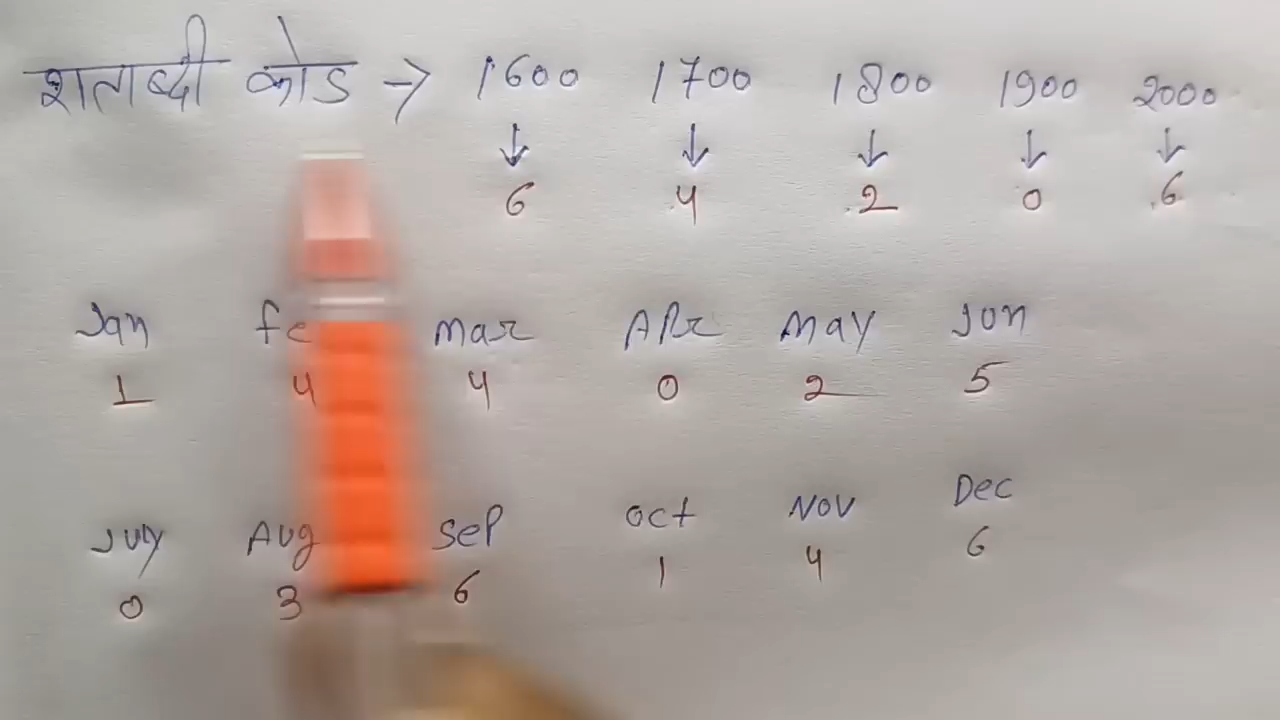 शताब्दी कोड → 1600 1700 1800 1900 2000
↓ ↓ ↓ ↓ ↓
6 4 2 0 6
Jan fe Mar APr May Jun
1 4 4 0 2 5
July Aug Sep Oct Nov Dec
0 3 6 1 4 6